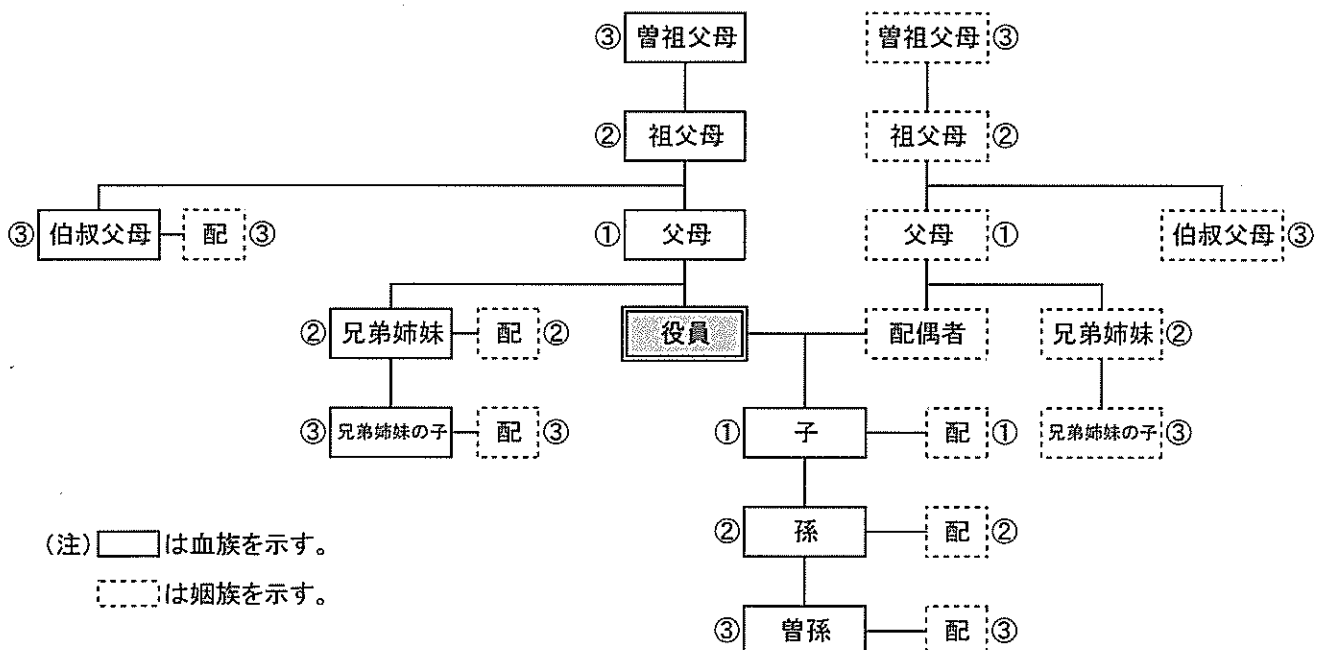 ③ 曽祖父母 曽祖父母 ③
② 祖父母 祖父母 ②
③ 伯叔父母 配 ③ ① 父母 父母 ① 伯叔父母 ③
② 兄弟姉妹 配 ② 役員 配偶者 兄弟姉妹 ②
③ 兄弟姉妹の子 配 ③ ① 子 配 ① 兄弟姉妹の子 ③
② 孫 配 ②
(注) は血族を示す。
は姻族を示す。
③ 曽孫 配 ③